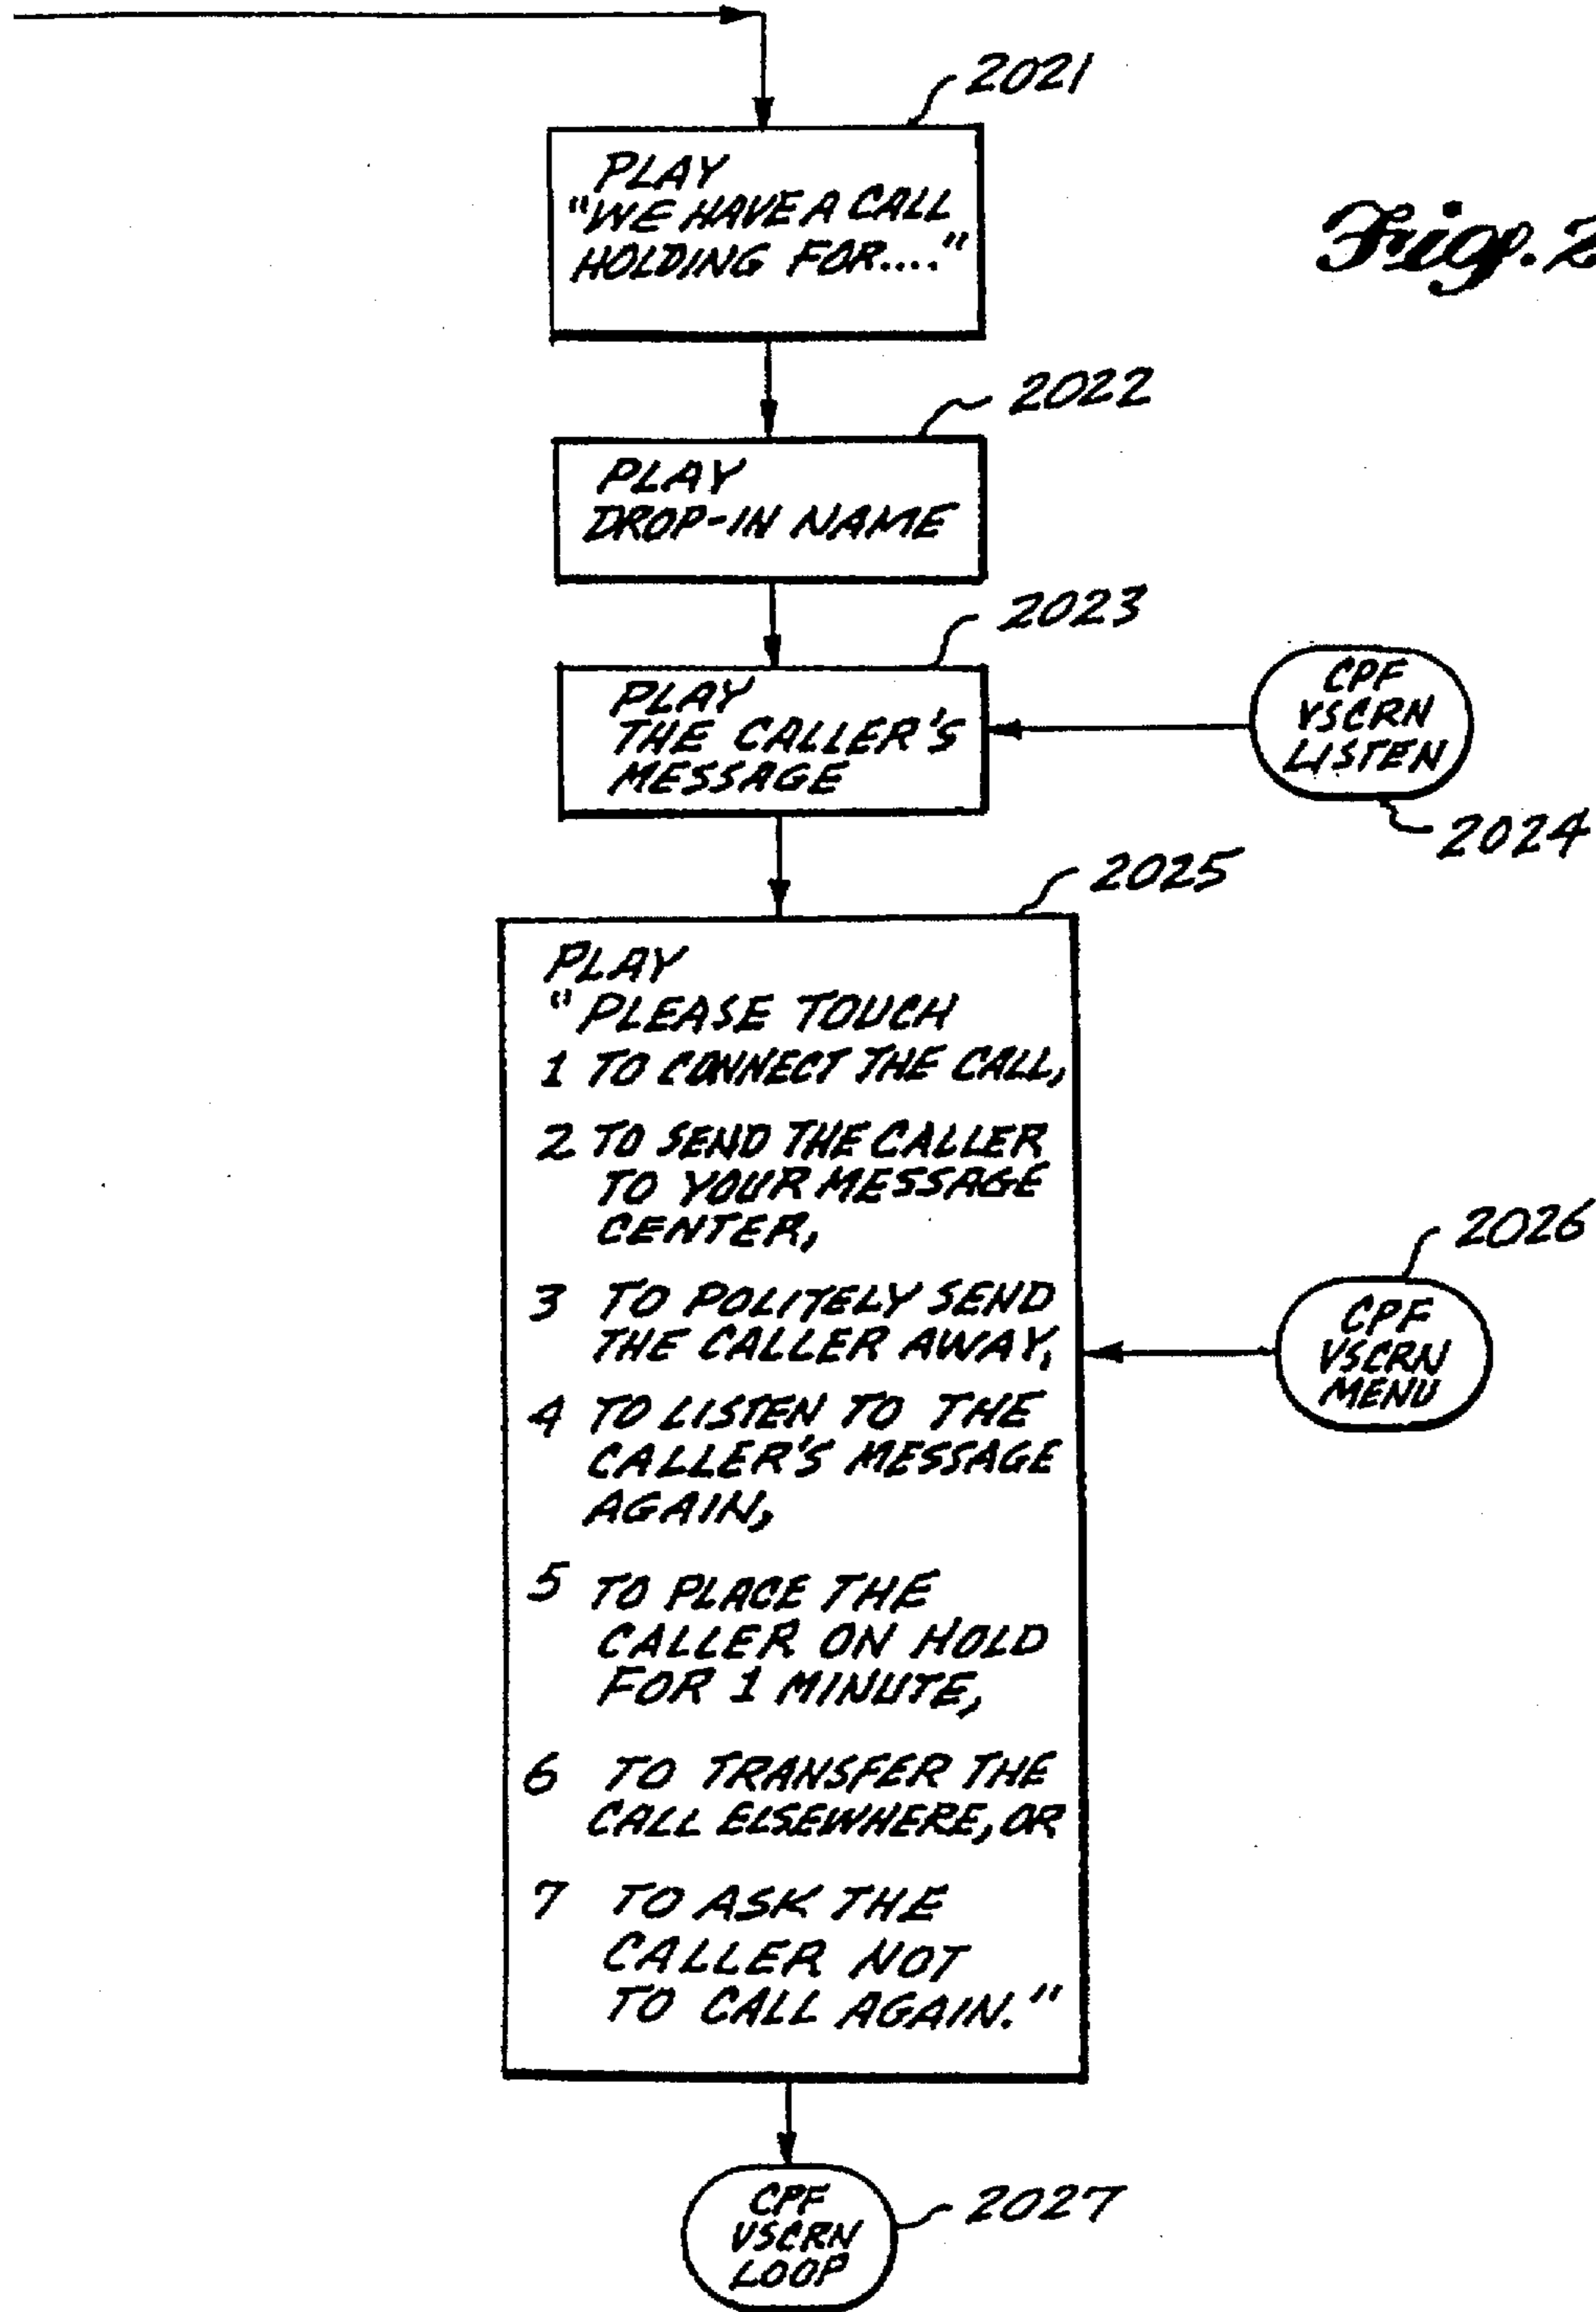 2021
PLAY
"WE HAVE A CALL
HOLDING FOR...."
Fig. 2
2022
PLAY
DROP-IN NAME
2023
PLAY
THE CALLER'S
MESSAGE
CPF
VSCRN
LISTEN
2024
2025
PLAY
"PLEASE TOUCH
1 TO CONNECT THE CALL,
2 TO SEND THE CALLER
TO YOUR MESSAGE
CENTER,
3 TO POLITELY SEND
THE CALLER AWAY,
4 TO LISTEN TO THE
CALLER'S MESSAGE
AGAIN,
5 TO PLACE THE
CALLER ON HOLD
FOR 1 MINUTE,
6 TO TRANSFER THE
CALL ELSEWHERE, OR
7 TO ASK THE
CALLER NOT
TO CALL AGAIN."
2026
CPF
VSCRN
MENU
CPF
VSCRN
LOOP
2027